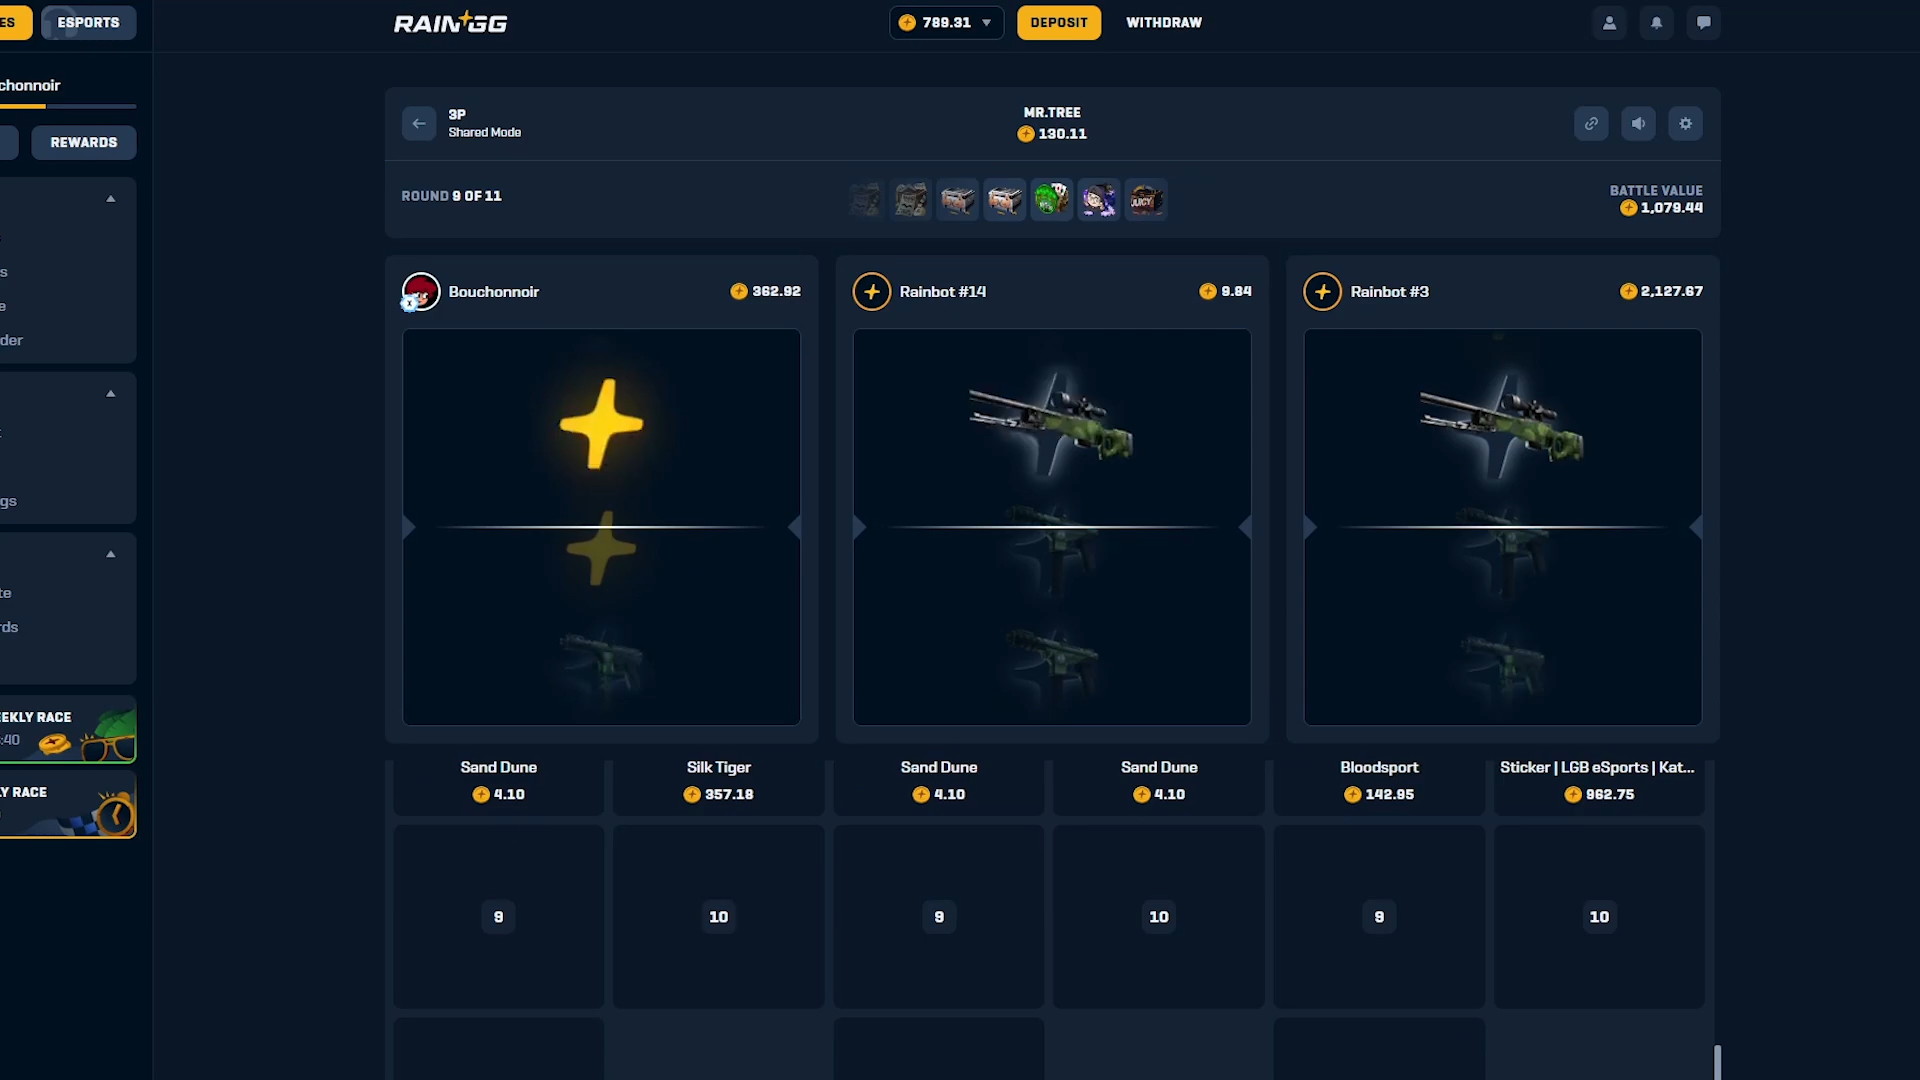 ES
ESPORTS
RAIN GG
789.31
DEPOSIT
WITHDRAW
chonnoir
REWARDS
s
e
der
gs
te
rds
EEKLY RACE
:40
LY RACE
3P
Shared Mode
MR.TREE
130.11
ROUND 9 OF 11
JUICY
BATTLE VALUE
1,079.44
Bouchonnoir
362.92
Rainbot #14
9.84
Rainbot #3
2,127.67
Sand Dune
4.10
Silk Tiger
357.18
Sand Dune
4.10
Sand Dune
4.10
Bloodsport
142.95
Sticker | LGB eSports | Kat...
962.75
9
10
9
10
9
10